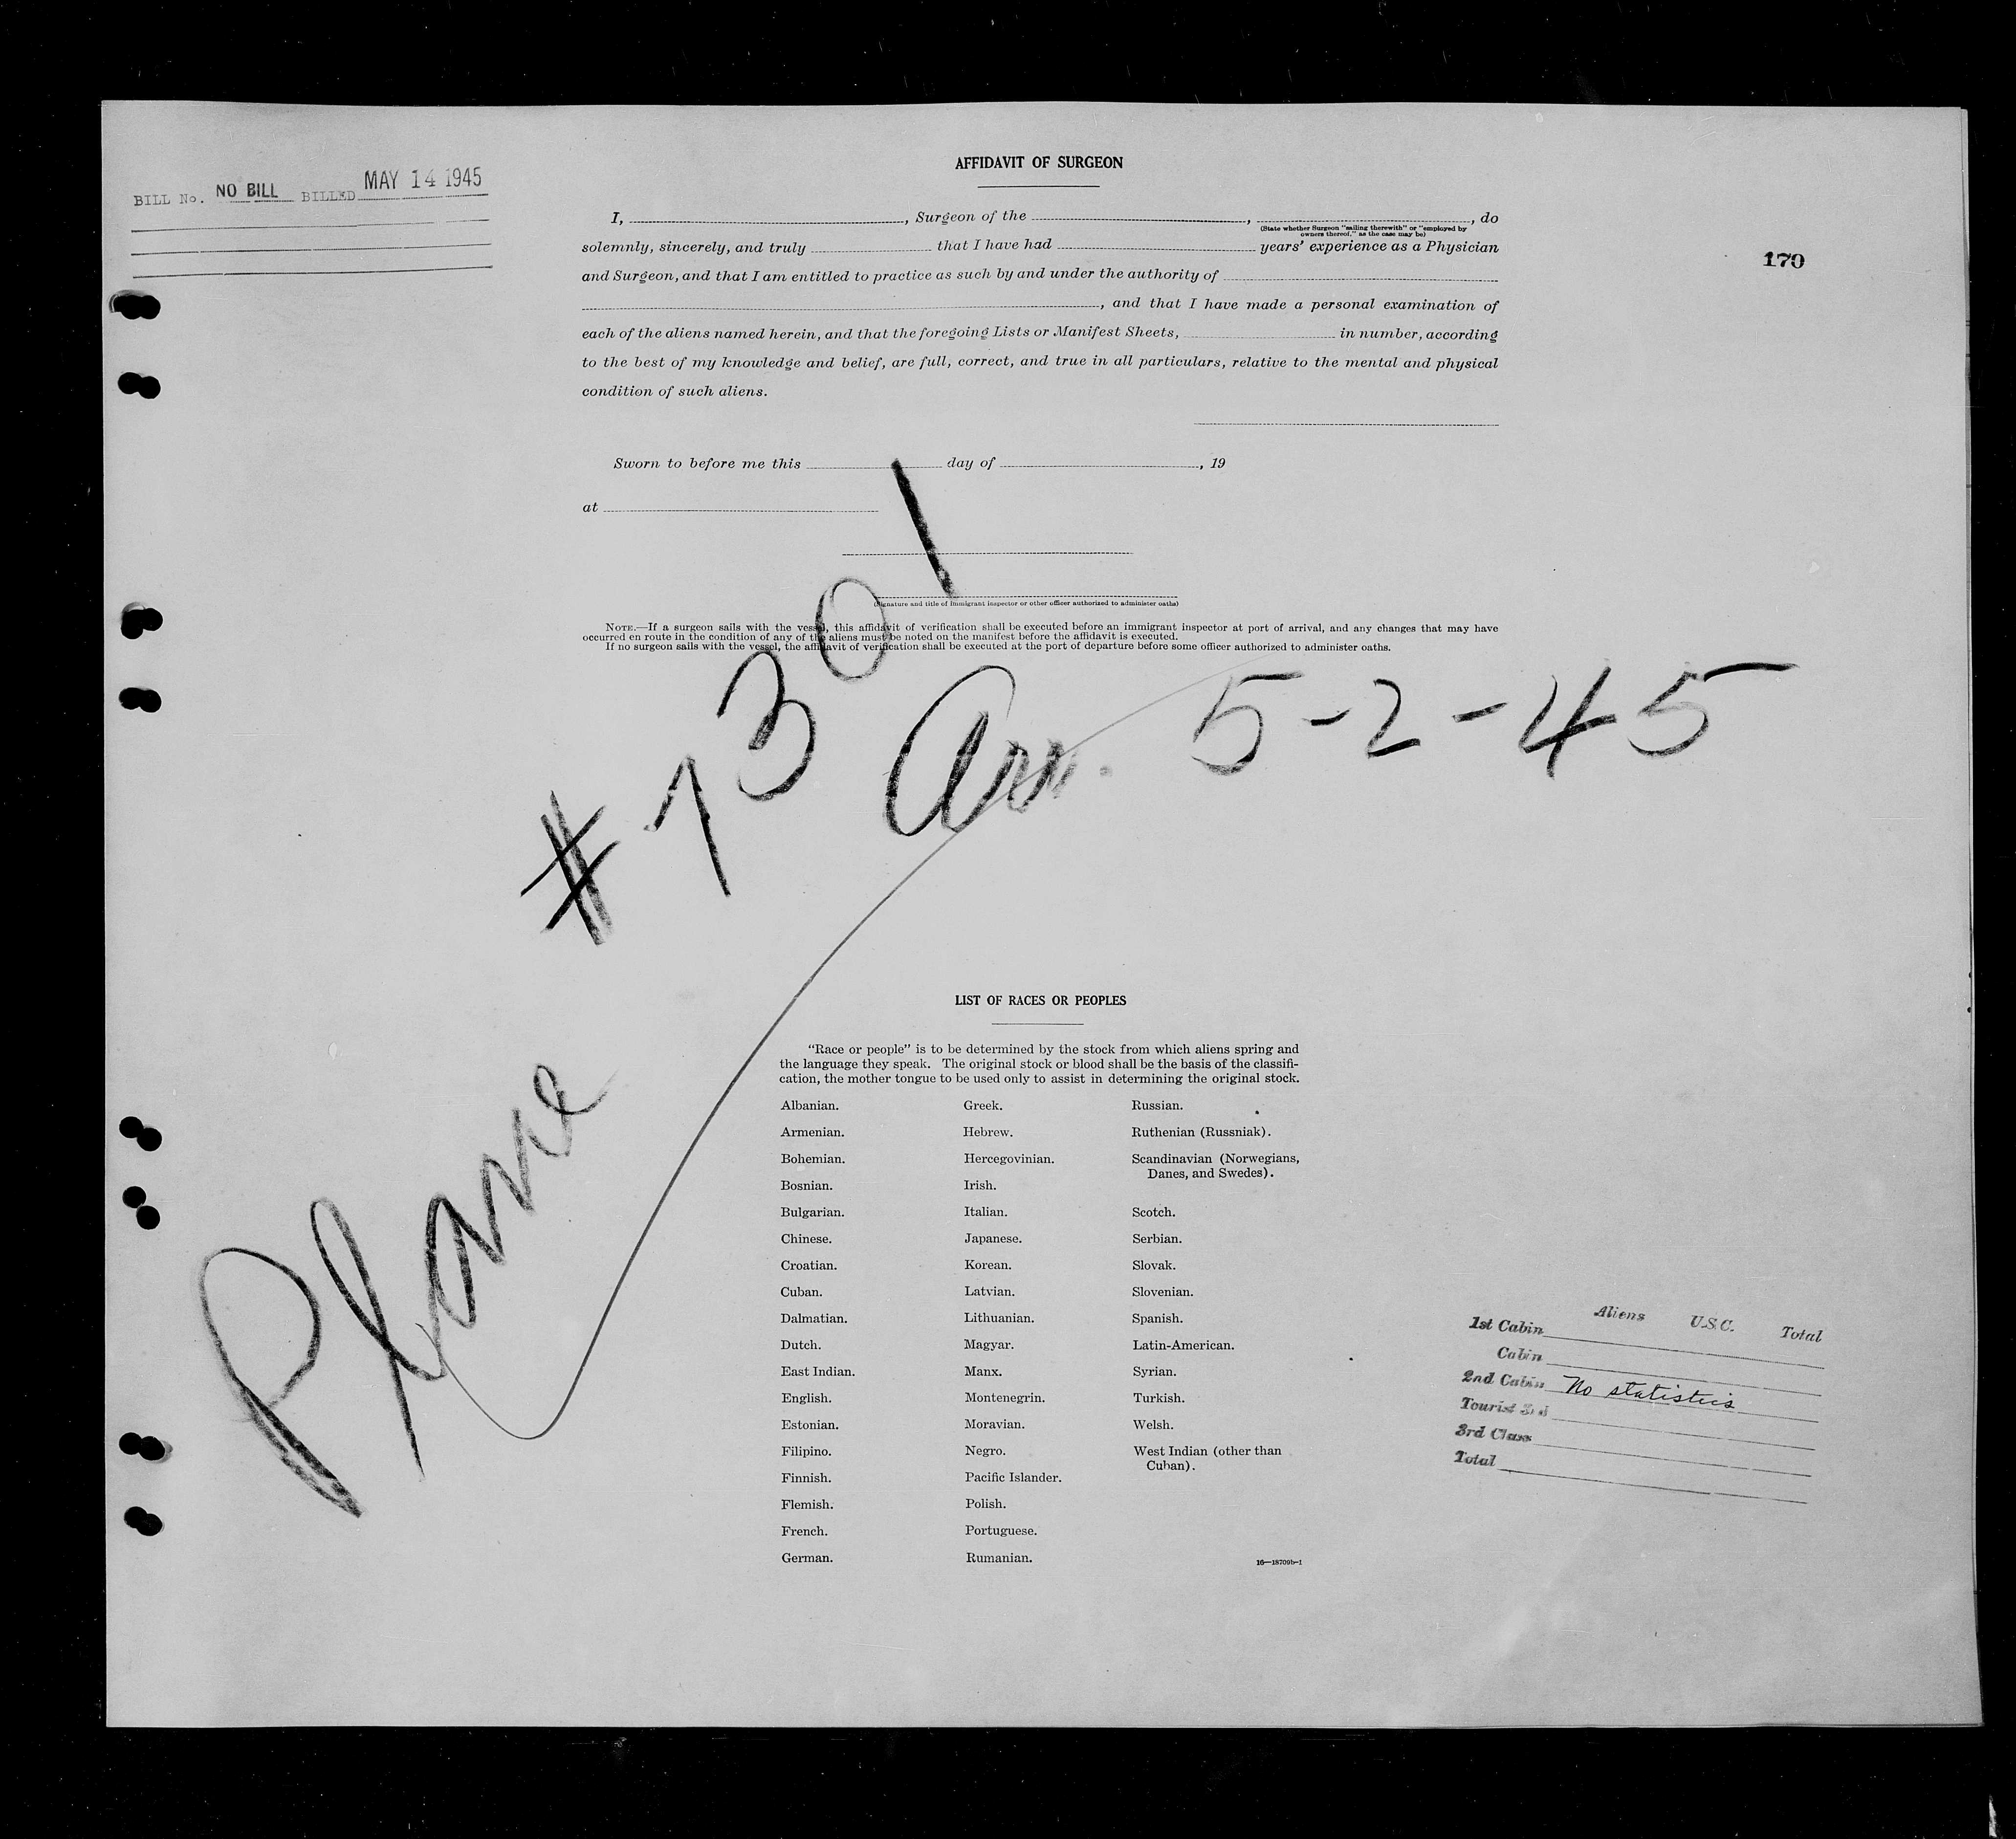 BILL No. NO BILL BILLED MAY 14 1945
170
AFFIDAVIT OF SURGEON
I, , Surgeon of the , , do
(State whether Surgeon "sailing therewith" or "employed by
owners thereof," as the case may be)
solemnly, sincerely, and truly that I have had years' experience as a Physician
and Surgeon, and that I am entitled to practice as such by and under the authority of
, and that I have made a personal examination of
each of the aliens named herein, and that the foregoing Lists or Manifest Sheets, in number, according
to the best of my knowledge and belief, are full, correct, and true in all particulars, relative to the mental and physical
condition of such aliens.
Sworn to before me this day of , 19
at
(Signature and title of immigrant inspector or other officer authorized to administer oaths)
NOTE.—If a surgeon sails with the vessel, this affidavit of verification shall be executed before an immigrant inspector at port of arrival, and any changes that may have
occurred en route in the condition of any of the aliens must be noted on the manifest before the affidavit is executed.
If no surgeon sails with the vessel, the affidavit of verification shall be executed at the port of departure before some officer authorized to administer oaths.
Plane # 1301
Arr. 5-2-45
LIST OF RACES OR PEOPLES
"Race or people" is to be determined by the stock from which aliens spring and
the language they speak. The original stock or blood shall be the basis of the classifi-
cation, the mother tongue to be used only to assist in determining the original stock.
Albanian.
Armenian.
Bohemian.
Bosnian.
Bulgarian.
Chinese.
Croatian.
Cuban.
Dalmatian.
Dutch.
East Indian.
English.
Estonian.
Filipino.
Finnish.
Flemish.
French.
German.
Greek.
Hebrew.
Hercegovinian.
Irish.
Italian.
Japanese.
Korean.
Latvian.
Lithuanian.
Magyar.
Manx.
Montenegrin.
Moravian.
Negro.
Pacific Islander.
Polish.
Portuguese.
Rumanian.
Russian.
Ruthenian (Russniak).
Scandinavian (Norwegians,
Danes, and Swedes).
Scotch.
Serbian.
Slovak.
Slovenian.
Spanish.
Latin-American.
Syrian.
Turkish.
Welsh.
West Indian (other than
Cuban).
16—18709b-1
Aliens U.S.C. Total
1st Cabin
Cabin
2nd Cabin No statistics
Tourist 3rd
3rd Class
Total